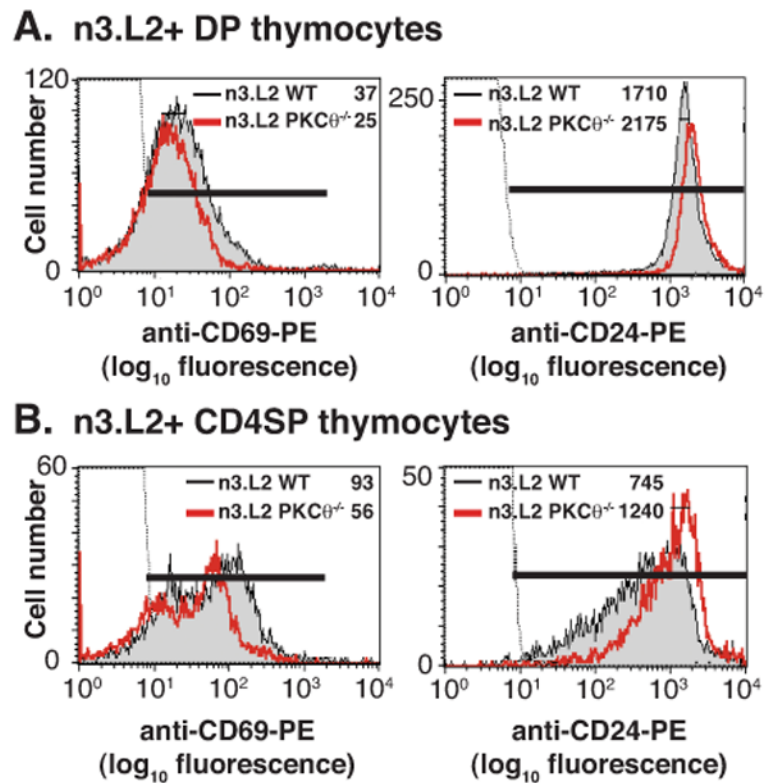 A. n3.L2+ DP thymocytes
120
Cell number
0
n3.L2 WT 37
n3.L2 PKCθ-/- 25
10⁰ 10¹ 10² 10³ 10⁴
anti-CD69-PE
(log₁₀ fluorescence)
250
0
n3.L2 WT 1710
n3.L2 PKCθ-/- 2175
10⁰ 10¹ 10² 10³ 10⁴
anti-CD24-PE
(log₁₀ fluorescence)
B. n3.L2+ CD4SP thymocytes
60
Cell number
0
n3.L2 WT 93
n3.L2 PKCθ-/- 56
10⁰ 10¹ 10² 10³ 10⁴
anti-CD69-PE
(log₁₀ fluorescence)
50
0
n3.L2 WT 745
n3.L2 PKCθ-/- 1240
10⁰ 10¹ 10² 10³ 10⁴
anti-CD24-PE
(log₁₀ fluorescence)